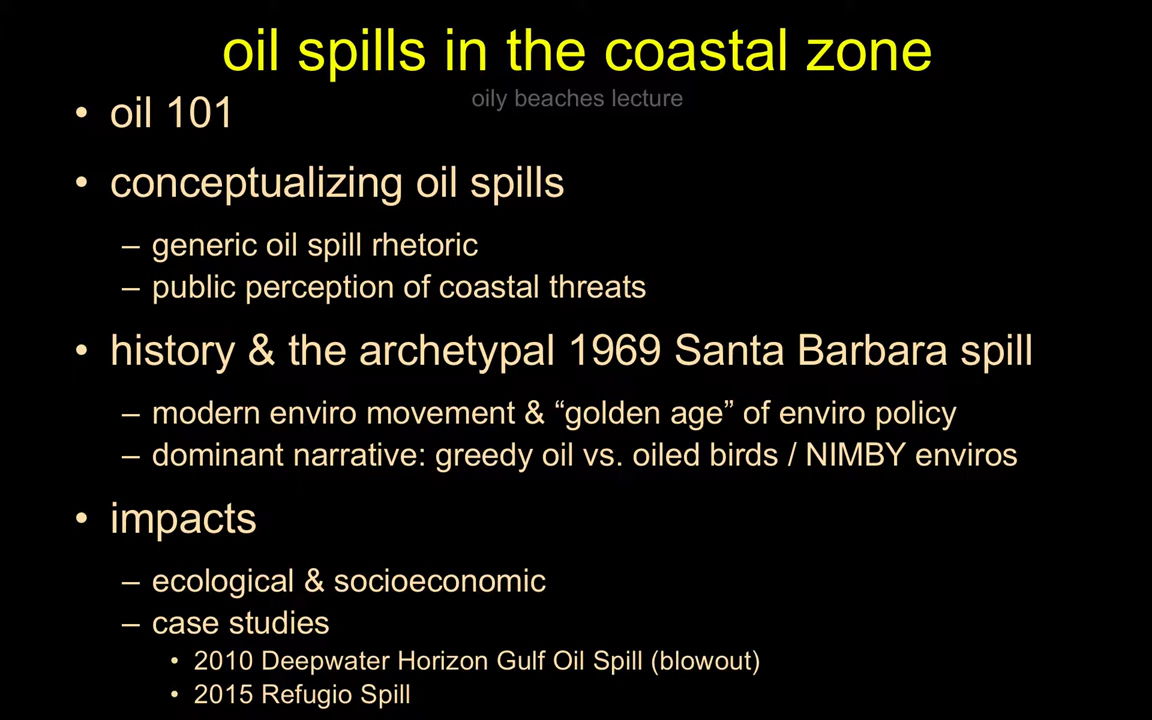 oil spills in the coastal zone
oily beaches lecture
• oil 101
• conceptualizing oil spills
– generic oil spill rhetoric
– public perception of coastal threats
• history & the archetypal 1969 Santa Barbara spill
– modern enviro movement & “golden age” of enviro policy
– dominant narrative: greedy oil vs. oiled birds / NIMBY enviros
• impacts
– ecological & socioeconomic
– case studies
• 2010 Deepwater Horizon Gulf Oil Spill (blowout)
• 2015 Refugio Spill